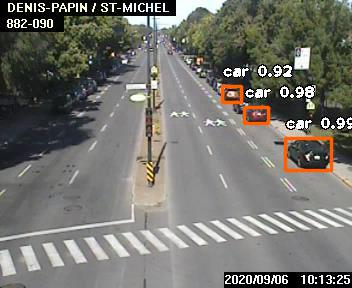 DENIS-PAPIN / ST-MICHEL
882-090
car 0.92
car 0.98
car 0.99
2020/09/06 10:13:25